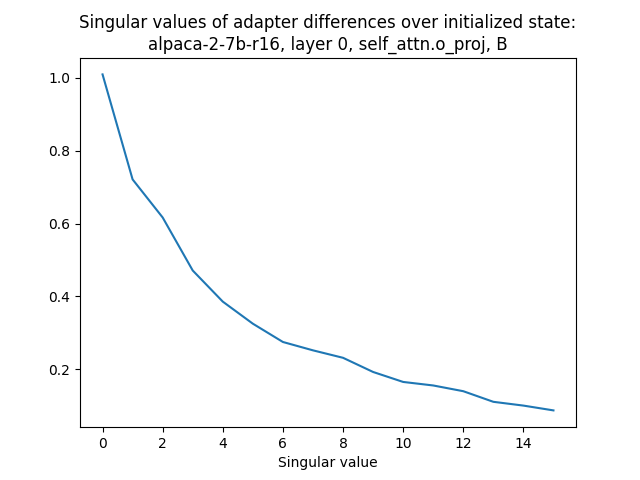 Singular values of adapter differences over initialized state:
alpaca-2-7b-r16, layer 0, self_attn.o_proj, B
1.0
0.8
0.6
0.4
0.2
0 2 4 6 8 10 12 14
Singular value